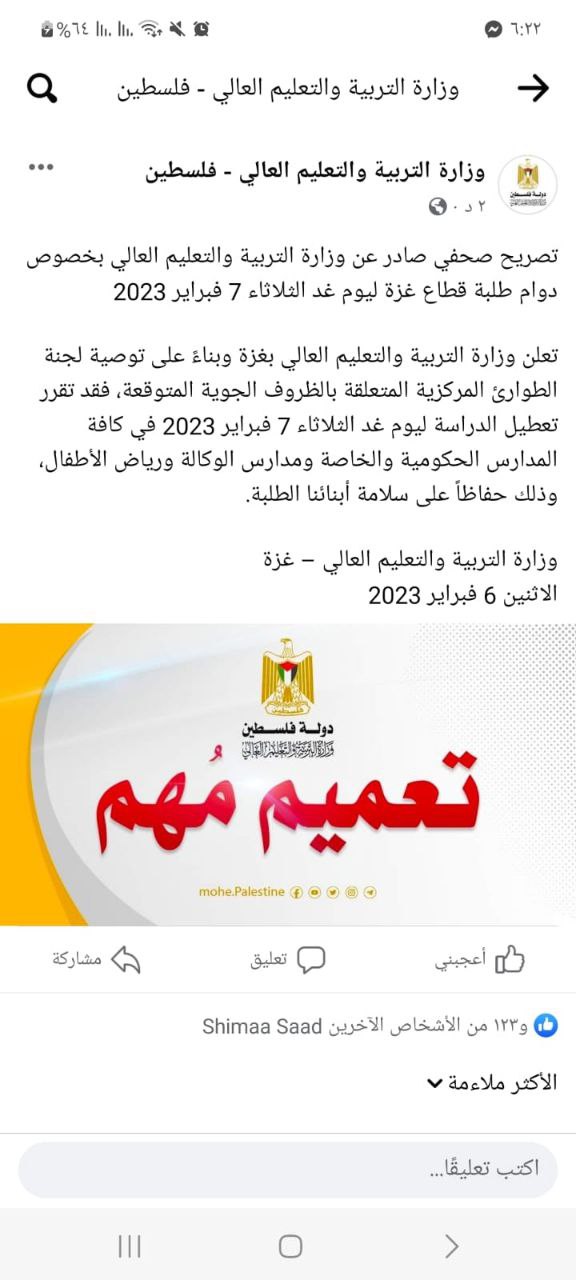 ٦:٢٢ ٪٦٤
وزارة التربية والتعليم العالي - فلسطين
وزارة التربية والتعليم العالي - فلسطين
٢ د ·
تصريح صحفي صادر عن وزارة التربية والتعليم العالي بخصوص
دوام طلبة قطاع غزة ليوم غد الثلاثاء 7 فبراير 2023
تعلن وزارة التربية والتعليم العالي بغزة وبناءً على توصية لجنة
الطوارئ المركزية المتعلقة بالظروف الجوية المتوقعة، فقد تقرر
تعطيل الدراسة ليوم غد الثلاثاء 7 فبراير 2023 في كافة
المدارس الحكومية والخاصة ومدارس الوكالة ورياض الأطفال،
وذلك حفاظاً على سلامة أبنائنا الطلبة.
وزارة التربية والتعليم العالي – غزة
الاثنين 6 فبراير 2023
دولة فلسطين
وزارة التربية والتعليم العالي
تعميم مُهم
mohe.Palestine
أعجبني تعليق مشاركة
Shimaa Saad و١٢٣ من الأشخاص الآخرين
الأكثر ملاءمة
اكتب تعليقًا...